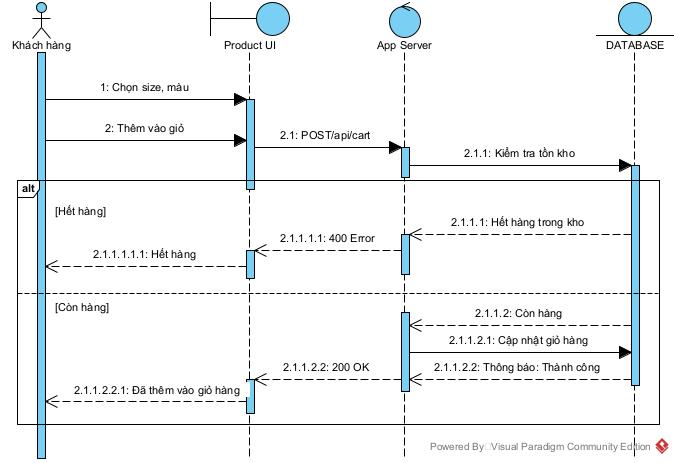 Khách hàng
Product UI
App Server
DATABASE
1: Chọn size, màu
2: Thêm vào giỏ
2.1: POST/api/cart
2.1.1: Kiểm tra tồn kho
alt
[Hết hàng]
2.1.1.1: Hết hàng trong kho
2.1.1.1.1: 400 Error
2.1.1.1.1.1: Hết hàng
[Còn hàng]
2.1.1.2: Còn hàng
2.1.1.2.1: Cập nhật giỏ hàng
2.1.1.2.2: 200 OK
2.1.1.2.2: Thông báo: Thành công
2.1.1.2.2.1: Đã thêm vào giỏ hàng
Powered By Visual Paradigm Community Edition